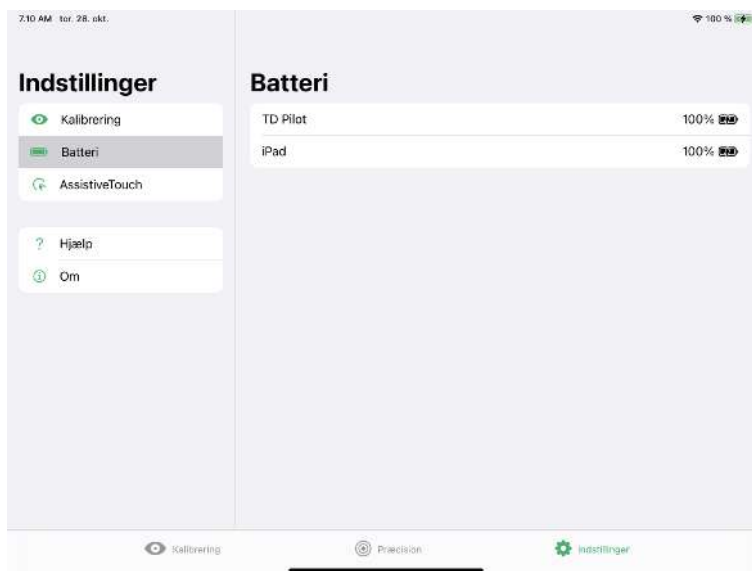 7.10 AM tor. 28. okt.
100 %
Indstillinger
Kalibrering
Batteri
AssistiveTouch
Hjælp
Om
Batteri
TD Pilot 100%
iPad 100%
Kalibrering Præcision Indstillinger